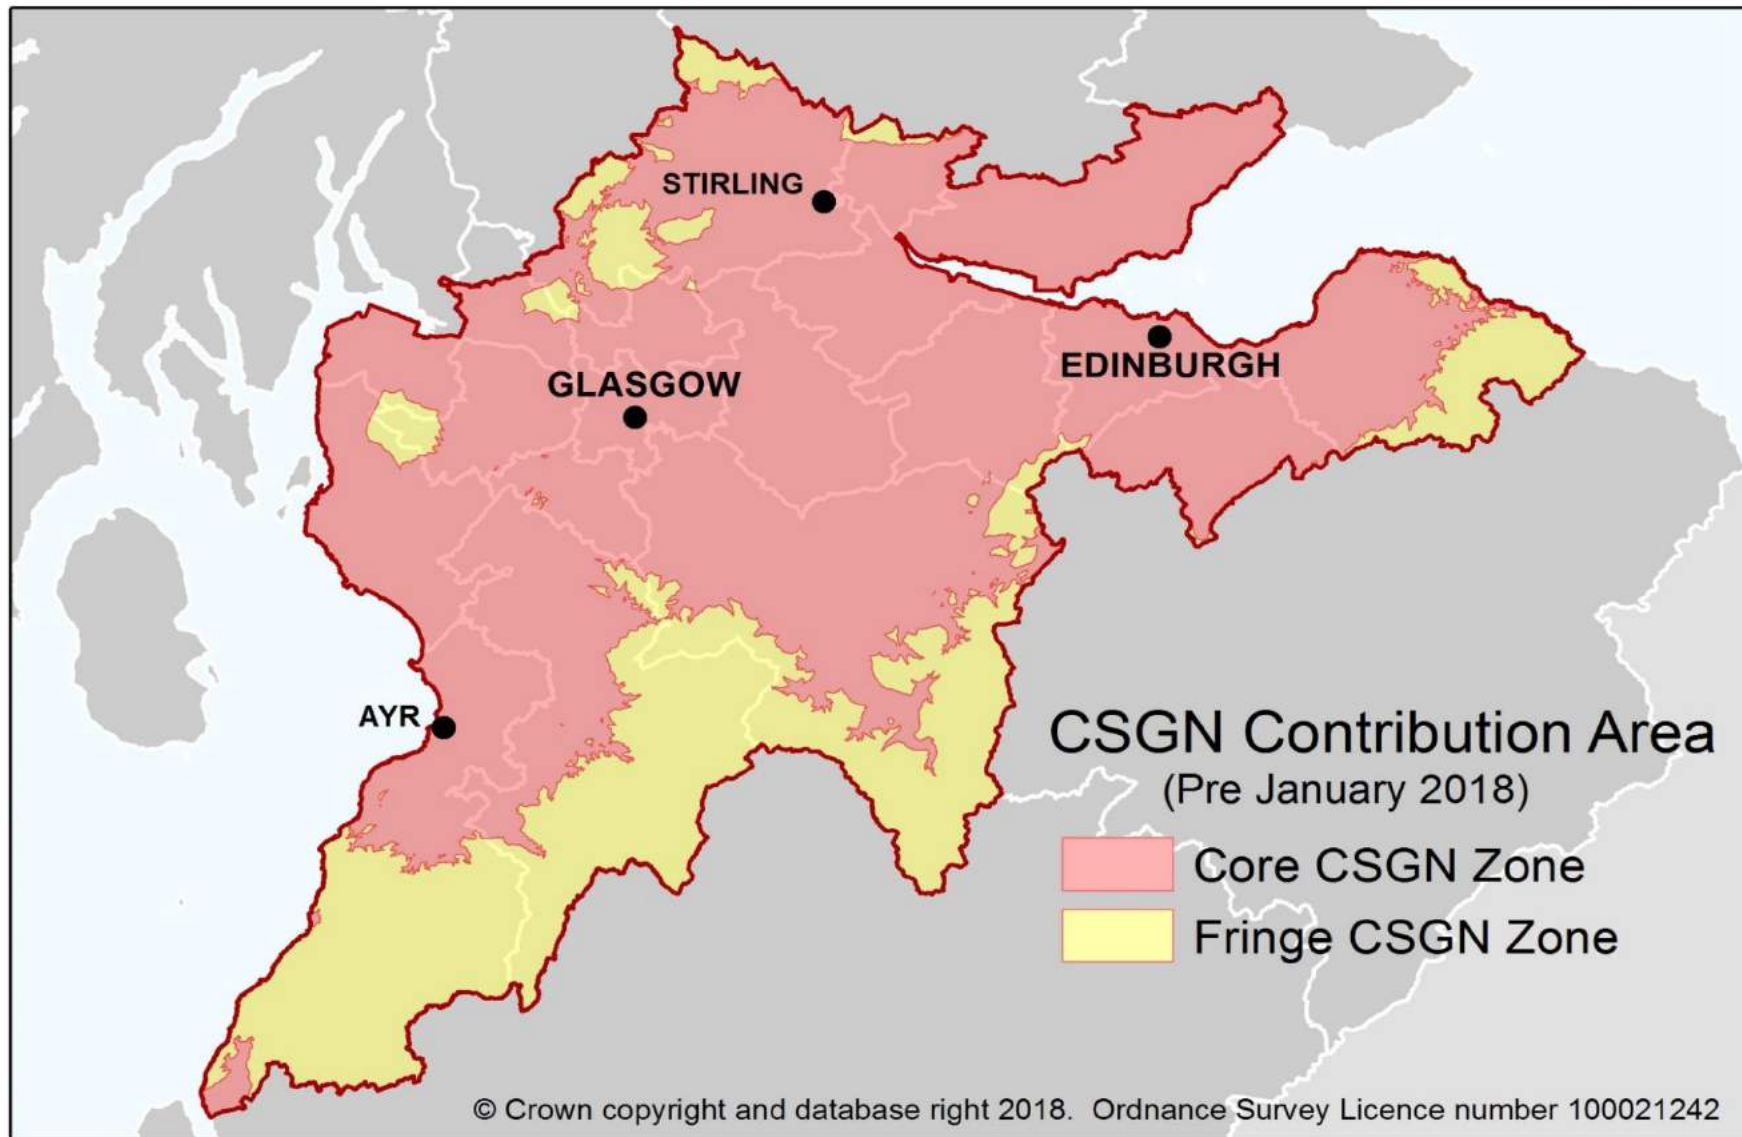 STIRLING
EDINBURGH
GLASGOW
AYR
CSGN Contribution Area
(Pre January 2018)
Core CSGN Zone
Fringe CSGN Zone
© Crown copyright and database right 2018. Ordnance Survey Licence number 100021242